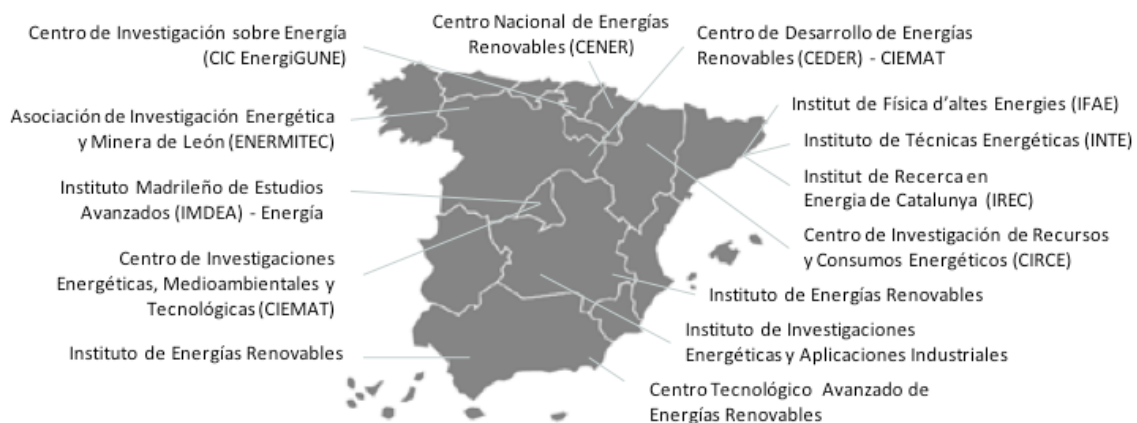 Centro de Investigación sobre Energía
(CIC EnergiGUNE)
Centro Nacional de Energías
Renovables (CENER)
Centro de Desarrollo de Energías
Renovables (CEDER) - CIEMAT
Asociación de Investigación Energética
y Minera de León (ENERMITEC)
Instituto Madrileño de Estudios
Avanzados (IMDEA) - Energía
Centro de Investigaciones
Energéticas, Medioambientales y
Tecnológicas (CIEMAT)
Instituto de Energías Renovables
Institut de Física d'altes Energies (IFAE)
Instituto de Técnicas Energéticas (INTE)
Institut de Recerca en
Energia de Catalunya (IREC)
Centro de Investigación de Recursos
y Consumos Energéticos (CIRCE)
Instituto de Energías Renovables
Instituto de Investigaciones
Energéticas y Aplicaciones Industriales
Centro Tecnológico Avanzado de
Energías Renovables